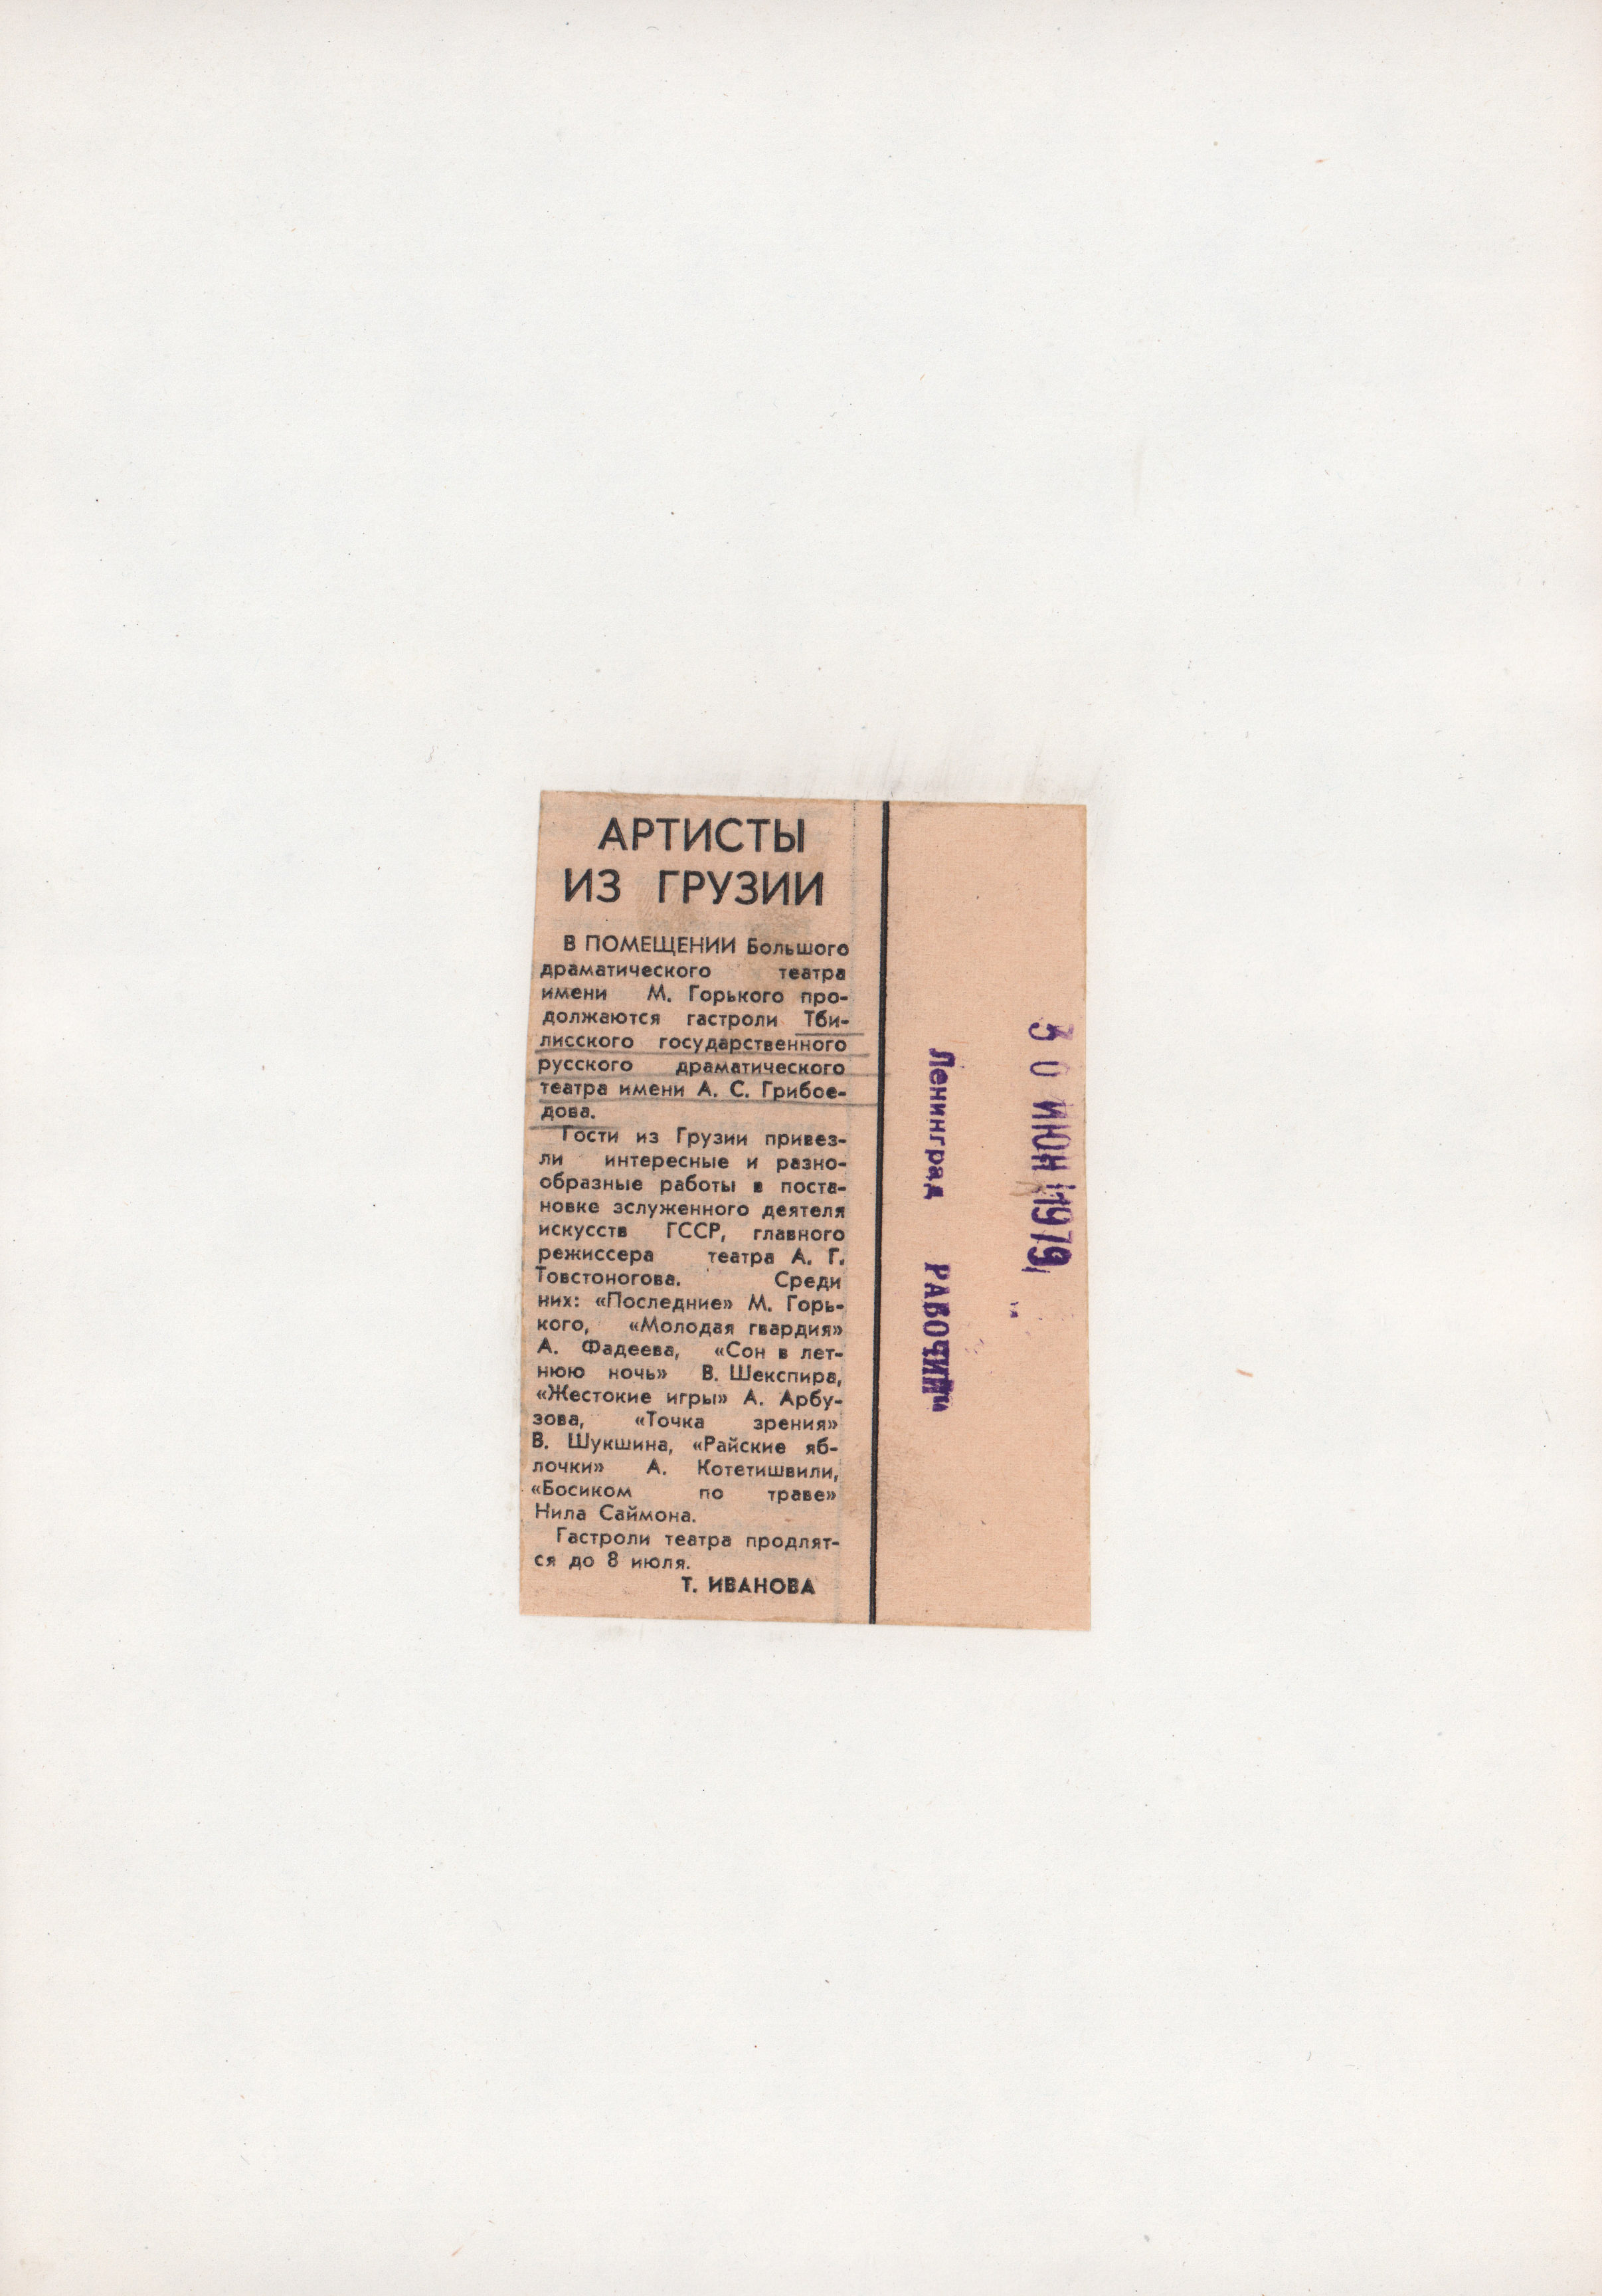 АРТИСТЫ
ИЗ ГРУЗИИ
В ПОМЕЩЕНИИ Большого
драматического театра
имени М. Горького про-
должаются гастроли Тби-
лисского государственного
русского драматического
театра имени А. С. Грибое-
дова.
Гости из Грузии привез-
ли интересные и разно-
образные работы в поста-
новке зслуженного деятеля
искусств ГССР, главного
режиссера театра А. Г.
Товстоногова. Среди
них: «Последние» М. Горь-
кого, «Молодая гвардия»
А. Фадеева, «Сон в лет-
нюю ночь» В. Шекспира,
«Жестокие игры» А. Арбу-
зова, «Точка зрения»
В. Шукшина, «Райские яб-
лочки» А. Котетишвили,
«Босиком по траве»
Нила Саймона.
Гастроли театра продлят-
ся до 8 июля.
Т. ИВАНОВА
Ленинград РАБОЧИЙ
30 ИЮН 1979